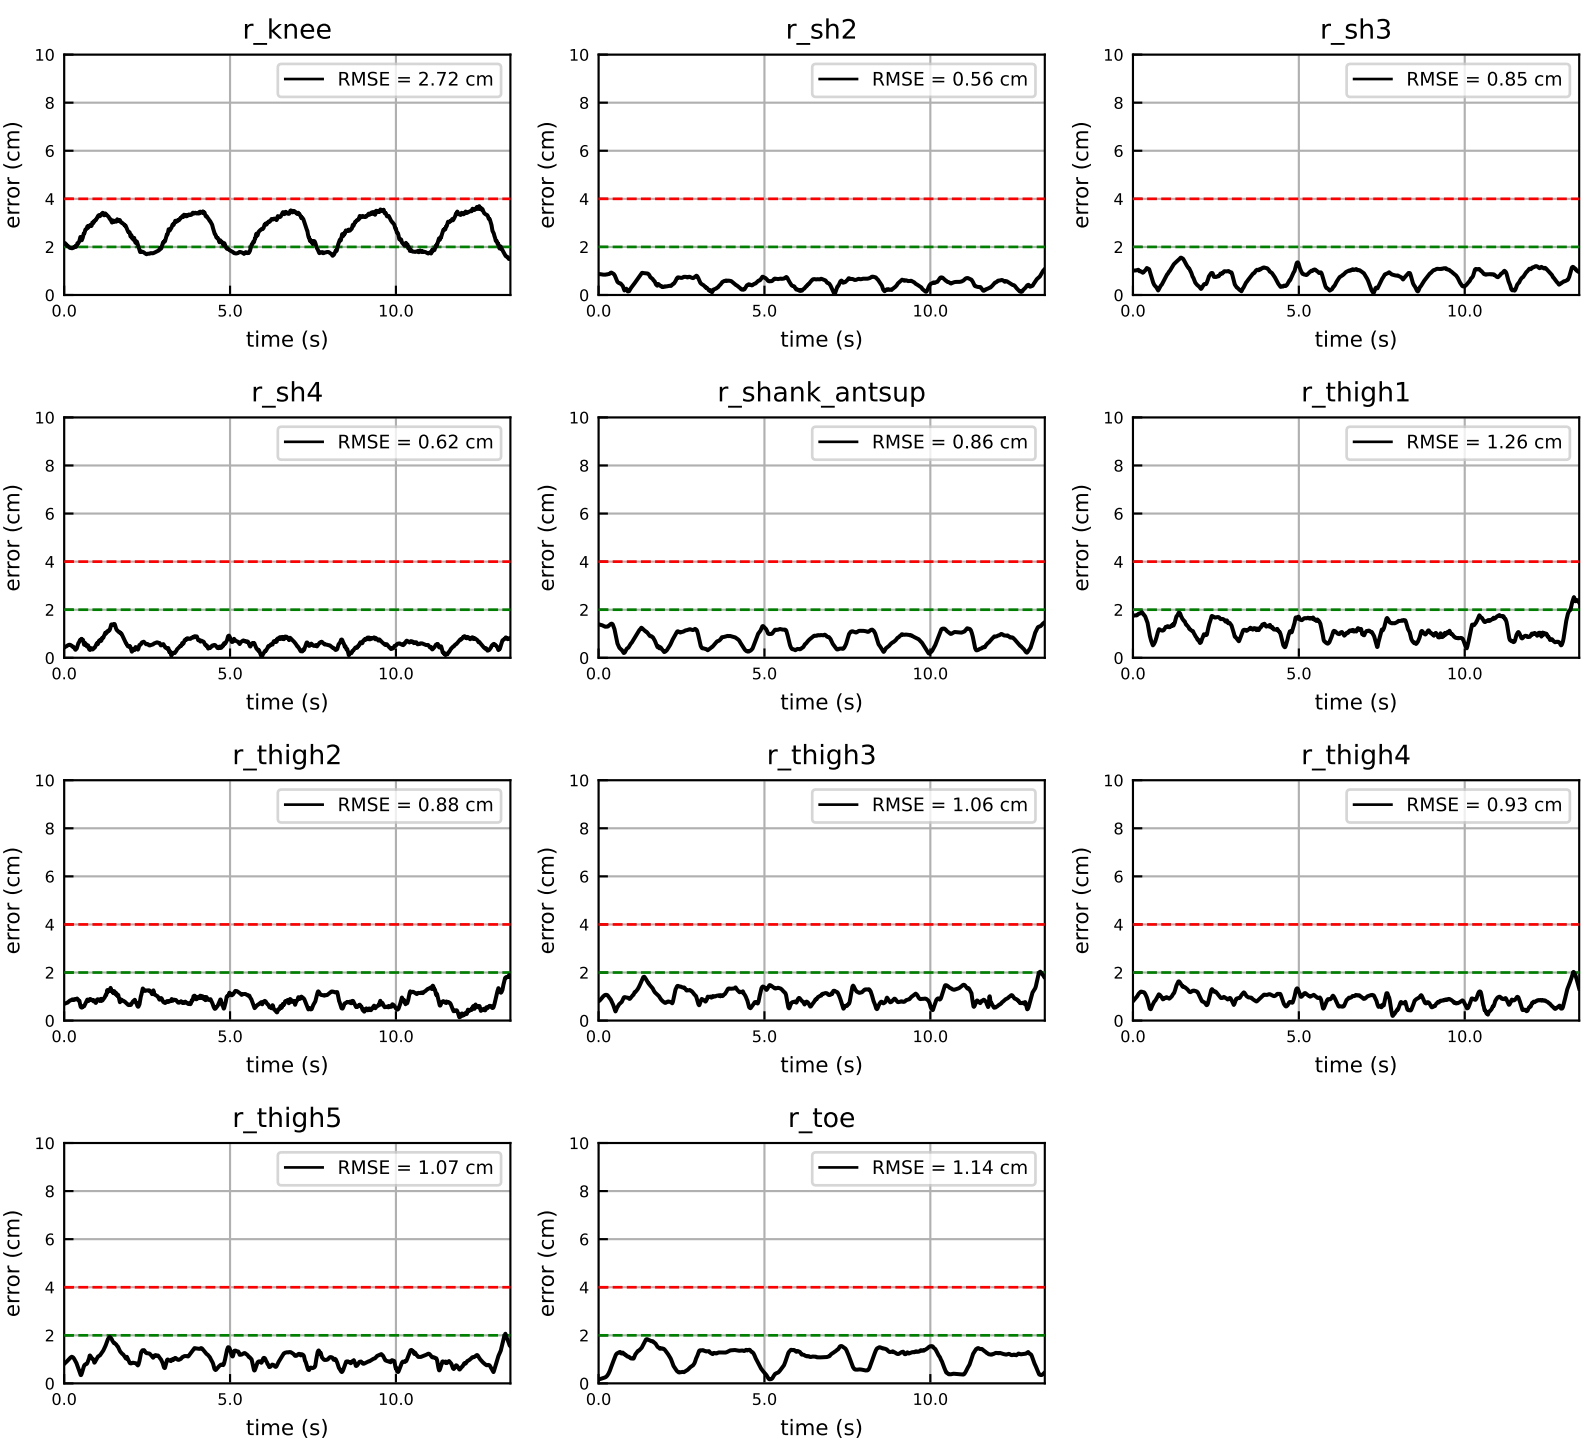 r_knee
RMSE = 2.72 cm
error (cm)
10
8
6
4
2
0
0.0 5.0 10.0
time (s)
r_sh2
RMSE = 0.56 cm
error (cm)
10
8
6
4
2
0
0.0 5.0 10.0
time (s)
r_sh3
RMSE = 0.85 cm
error (cm)
10
8
6
4
2
0
0.0 5.0 10.0
time (s)
r_sh4
RMSE = 0.62 cm
error (cm)
10
8
6
4
2
0
0.0 5.0 10.0
time (s)
r_shank_antsup
RMSE = 0.86 cm
error (cm)
10
8
6
4
2
0
0.0 5.0 10.0
time (s)
r_thigh1
RMSE = 1.26 cm
error (cm)
10
8
6
4
2
0
0.0 5.0 10.0
time (s)
r_thigh2
RMSE = 0.88 cm
error (cm)
10
8
6
4
2
0
0.0 5.0 10.0
time (s)
r_thigh3
RMSE = 1.06 cm
error (cm)
10
8
6
4
2
0
0.0 5.0 10.0
time (s)
r_thigh4
RMSE = 0.93 cm
error (cm)
10
8
6
4
2
0
0.0 5.0 10.0
time (s)
r_thigh5
RMSE = 1.07 cm
error (cm)
10
8
6
4
2
0
0.0 5.0 10.0
time (s)
r_toe
RMSE = 1.14 cm
error (cm)
10
8
6
4
2
0
0.0 5.0 10.0
time (s)